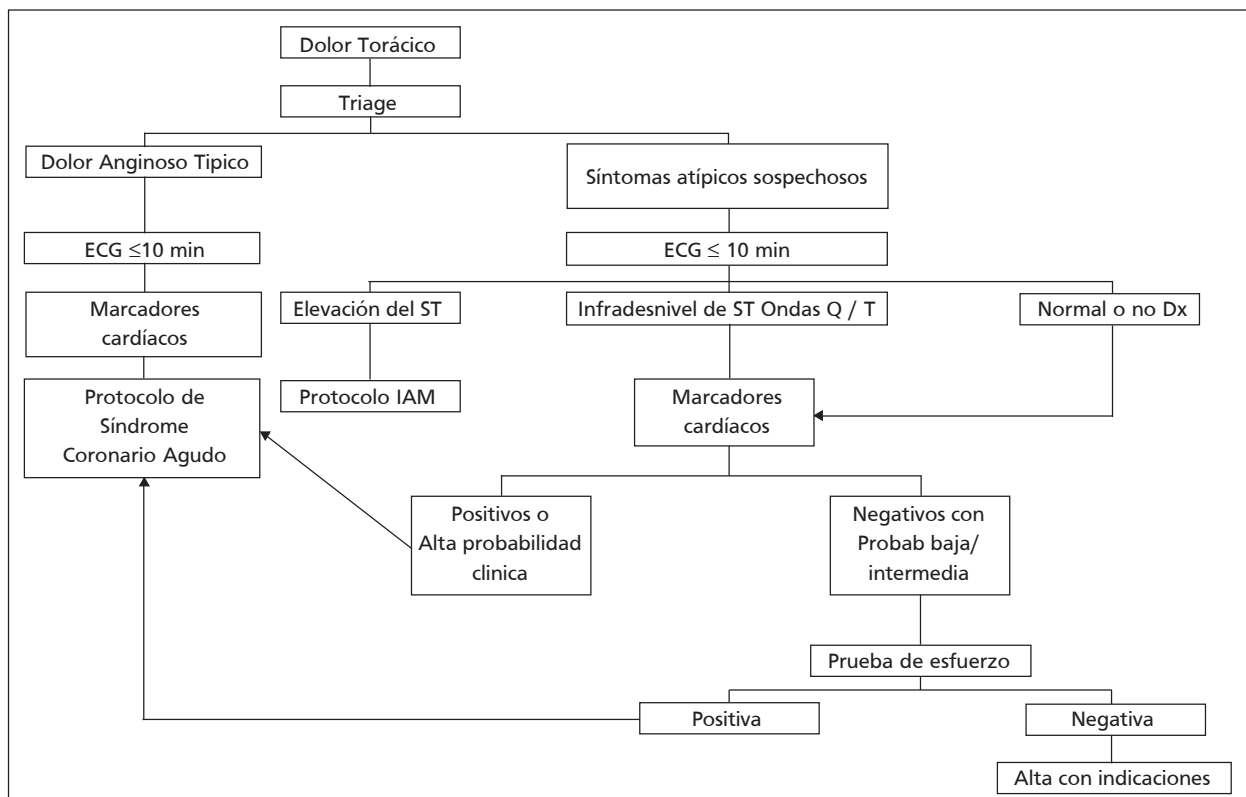 Dolor Torácico
Triage
Dolor Anginoso Tipico
Síntomas atípicos sospechosos
ECG ≤10 min
ECG ≤ 10 min
Marcadores
cardíacos
Elevación del ST
Infradesnivel de ST Ondas Q / T
Normal o no Dx
Protocolo de
Síndrome
Coronario Agudo
Protocolo IAM
Marcadores
cardíacos
Positivos o
Alta probabilidad
clinica
Negativos con
Probab baja/
intermedia
Prueba de esfuerzo
Positiva
Negativa
Alta con indicaciones